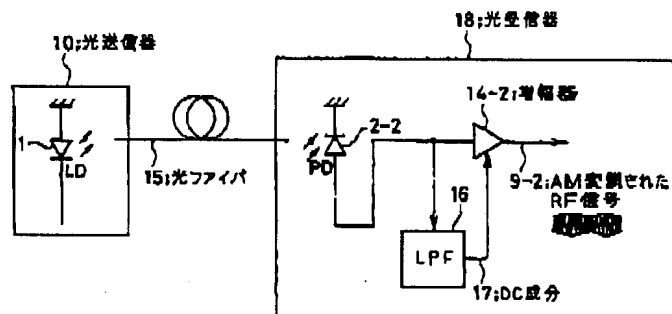 18;光受信器
10;光送信器
14-2;増幅器
1
LD
2-2
PD
15;光ファイバ
9-2;AM変調された
RF信号
16
LPF
17;DC成分